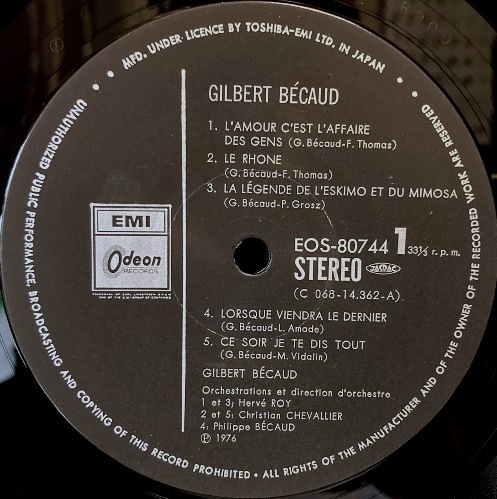 MFD. UNDER LICENCE BY TOSHIBA-EMI LTD. IN JAPAN
UNAUTHORIZED PUBLIC PERFORMANCE, BROADCASTING AND COPYING OF THIS RECORD PROHIBITED • ALL RIGHTS OF THE MANUFACTURER AND OF THE OWNER OF THE RECORDED WORK ARE RESERVED
GILBERT BÉCAUD
1. L'AMOUR C'EST L'AFFAIRE
DES GENS (G. Bécaud-F. Thomas)
2. LE RHONE
(G. Bécaud-F. Thomas)
3. LA LÉGENDE DE L'ESKIMO ET DU MIMOSA
(G. Bécaud-P. Grosz)
EMI
Odeon
RECORDS
EOS-80744 1 33⅓ r. p. m.
STEREO JASRAC
(C 068-14.362-A)
4. LORSQUE VIENDRA LE DERNIER
(G. Bécaud-L. Amade)
5. CE SOIR JE TE DIS TOUT
(G. Bécaud-M. Vidalin)
GILBERT BÉCAUD
Orchestrations et direction d'orchestre
1 et 3; Hervé ROY
2 et 5: Christian CHEVALLIER
4: Philippe BÉCAUD
℗ 1976